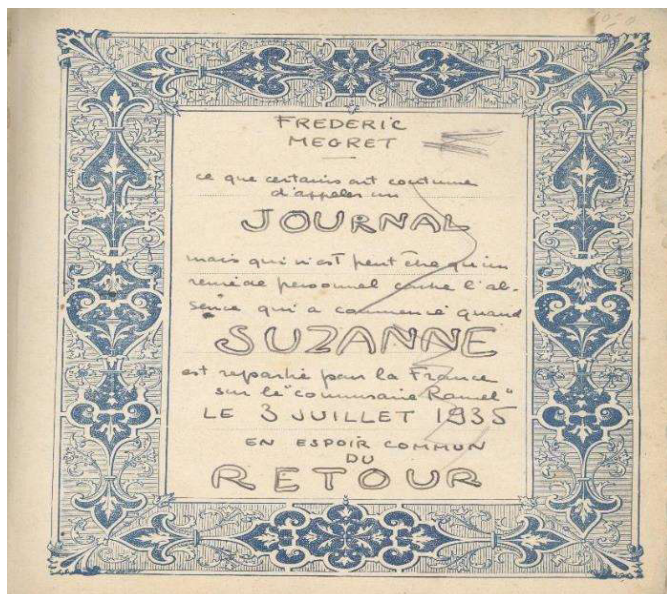 FREDERIC
MEGRET
ce que certains ont coutume
d'appeler un
JOURNAL
mais qui n'est peut être qu'un
remède personnel contre l'ab-
sence qui a commencé quand
SUZANNE
est repartie pour la France
sur le "commissaire Ramel"
LE 3 JUILLET 1935
EN ESPOIR COMMUN
DU
RETOUR